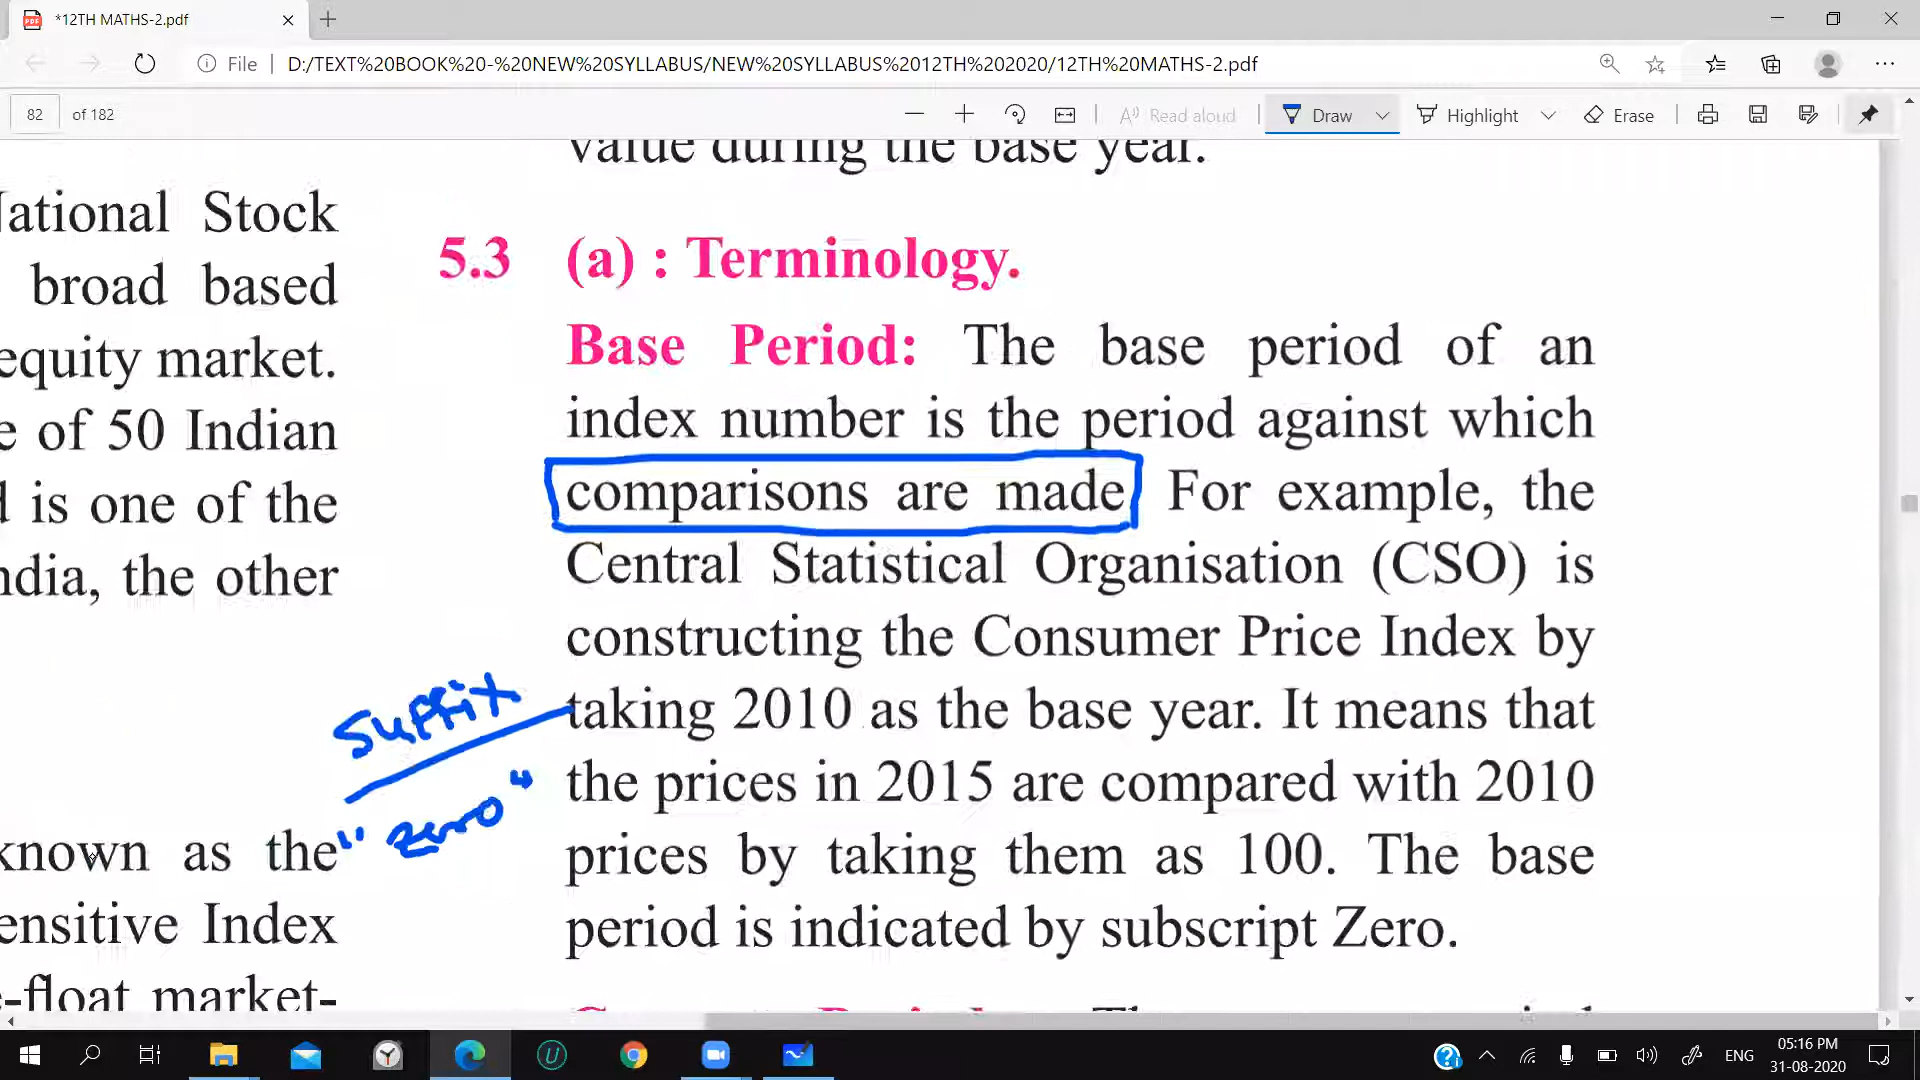 *12TH MATHS-2.pdf
File
D:/TEXT%20BOOK%20-%20NEW%20SYLLABUS/NEW%20SYLLABUS%2012TH%202020/12TH%20MATHS-2.pdf
82 of 182
Read aloud
Draw
Highlight
Erase
National Stock
broad based
equity market.
e of 50 Indian
d is one of the
ndia, the other
known as the
ensitive Index
e-float market-
value during the base year.
5.3 (a) : Terminology.
Base Period: The base period of an
index number is the period against which
comparisons are made For example, the
Central Statistical Organisation (CSO) is
constructing the Consumer Price Index by
taking 2010 as the base year. It means that
the prices in 2015 are compared with 2010
prices by taking them as 100. The base
period is indicated by subscript Zero.
Suffix
"zero"
ENG
05:16 PM
31-08-2020